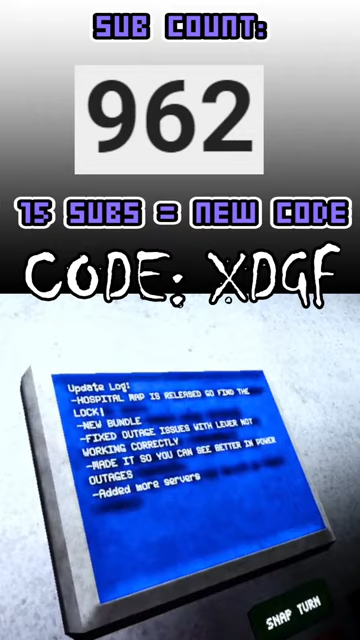 SUB COUNT:
962
15 SUBS = NEW CODE
CODE: XDGF
Update Log:
-HOSPITAL MAP IS RELEASED GO FIND THE
LOCK|
-NEW BUNDLE
-FIXED OUTAGE ISSUES WITH LEVER NOT
WORKING CORRECTLY
-MADE IT SO YOU CAN SEE BETTER IN POWER
OUTAGES
-Added more servers
SNAP TURN